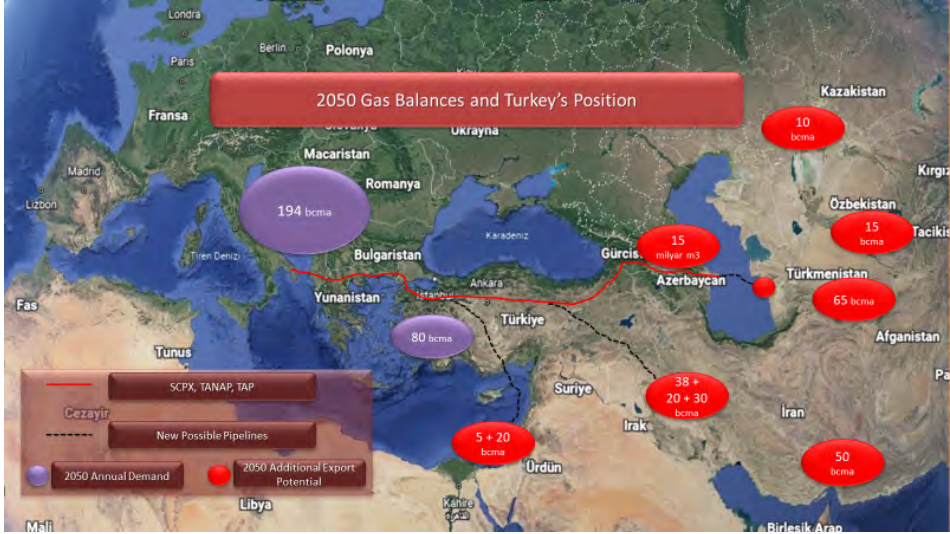 Londra
Berlin
Polonya
Paris
2050 Gas Balances and Turkey's Position
Kazakistan
Fransa
10
bcma
Ukrayna
Macaristan
Madrid
Romanya
Kırgız
Lizbon
194 bcma
Özbekistan
15
bcma
Tacikis
Karadeniz
Tiren Denizi
Bulgaristan
15
milyar m3
Gürcis
Azerbaycan
Türkmenistan
Ankara
İstanbul
Yunanistan
65 bcma
Fas
Türkiye
80 bcma
Afganistan
Tunus
Pa
SCPX, TANAP, TAP
Suriye
38 +
20 + 30
bcma
Cezayir
İran
Irak
New Possible Pipelines
5 + 20
bcma
50
bcma
2050 Annual Demand
2050 Additional Export
Potential
Ürdün
Libya
Kahire
القاهرة
Mali
Birleşik Arap